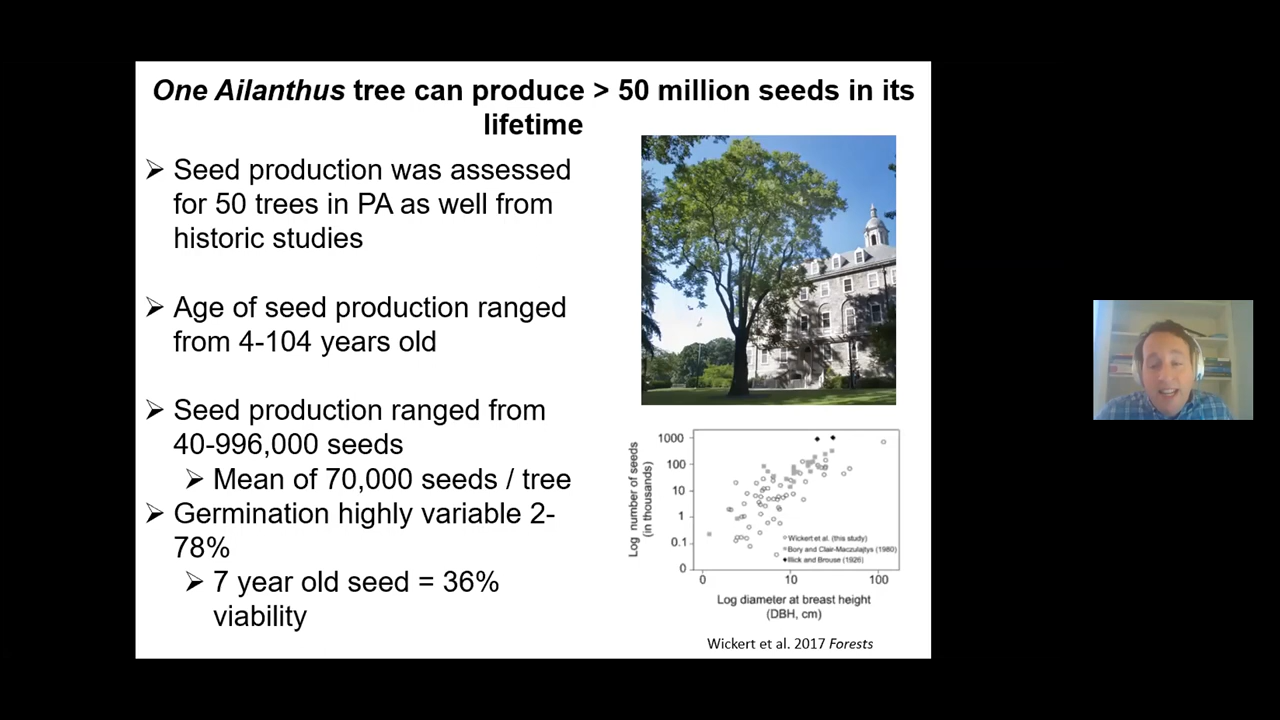 One Ailanthus tree can produce > 50 million seeds in its
lifetime
➢ Seed production was assessed
for 50 trees in PA as well from
historic studies
➢ Age of seed production ranged
from 4-104 years old
➢ Seed production ranged from
40-996,000 seeds
➢ Mean of 70,000 seeds / tree
➢ Germination highly variable 2-
78%
➢ 7 year old seed = 36%
viability
Log number of seeds
(in thousands)
1000
100
10
1
0.1
0
Wickert et al. (this study)
Bory and Clair-Maczulajtys (1980)
Illick and Brouse (1926)
0 10 100
Log diameter at breast height
(DBH, cm)
Wickert et al. 2017 Forests